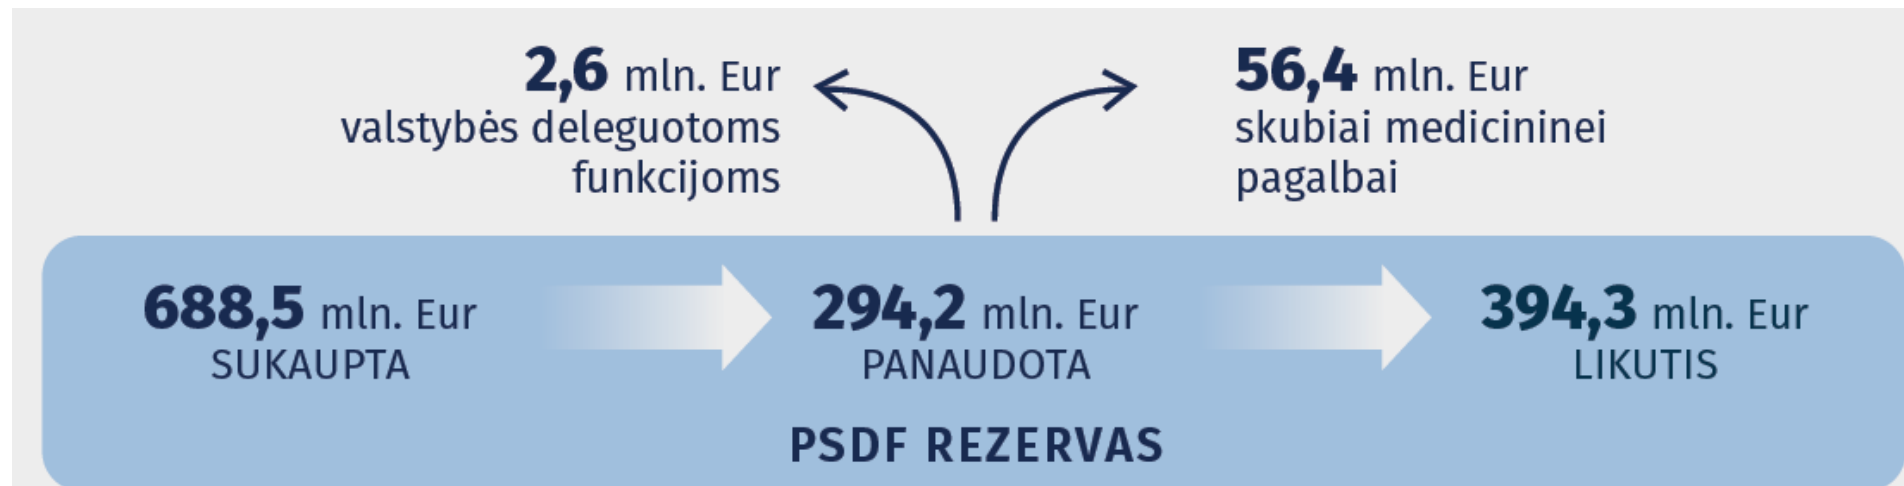 2,6 mln. Eur
valstybės deleguotoms
funkcijoms
56,4 mln. Eur
skubiai medicininei
pagalbai
688,5 mln. Eur
SUKAUPTA
294,2 mln. Eur
PANAUDOTA
394,3 mln. Eur
LIKUTIS
PSDF REZERVAS